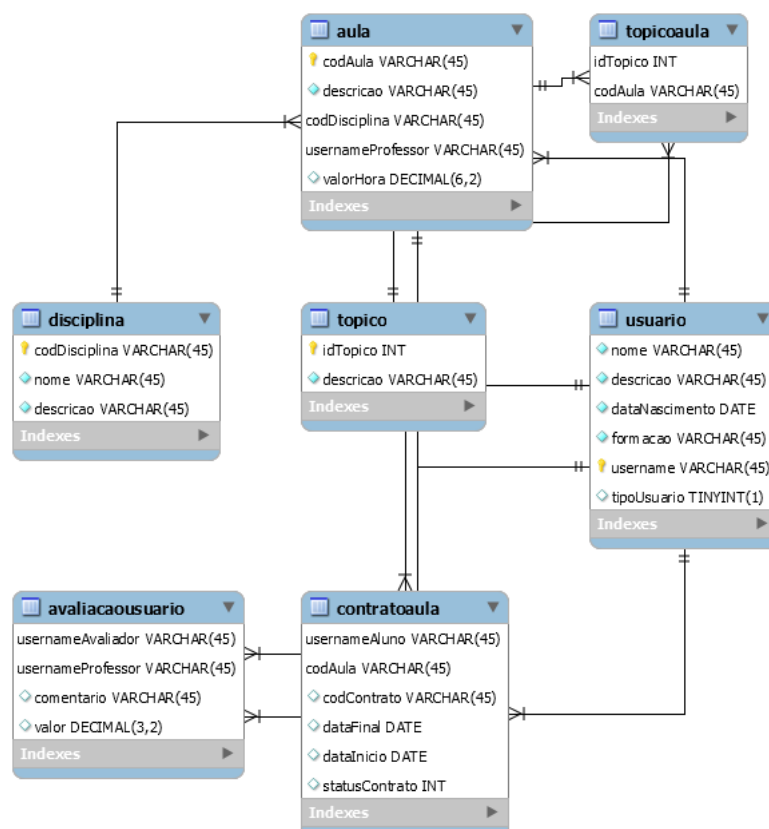 aula
codAula VARCHAR(45)
descricao VARCHAR(45)
codDisciplina VARCHAR(45)
usernameProfessor VARCHAR(45)
valorHora DECIMAL(6,2)
Indexes
topicoaula
idTopico INT
codAula VARCHAR(45)
Indexes
disciplina
codDisciplina VARCHAR(45)
nome VARCHAR(45)
descricao VARCHAR(45)
Indexes
topico
idTopico INT
descricao VARCHAR(45)
Indexes
usuario
nome VARCHAR(45)
descricao VARCHAR(45)
dataNascimento DATE
formacao VARCHAR(45)
username VARCHAR(45)
tipoUsuario TINYINT(1)
Indexes
avaliacaousuario
usernameAvaliador VARCHAR(45)
usernameProfessor VARCHAR(45)
comentario VARCHAR(45)
valor DECIMAL(3,2)
Indexes
contratoaula
usernameAluno VARCHAR(45)
codAula VARCHAR(45)
codContrato VARCHAR(45)
dataFinal DATE
dataInicio DATE
statusContrato INT
Indexes